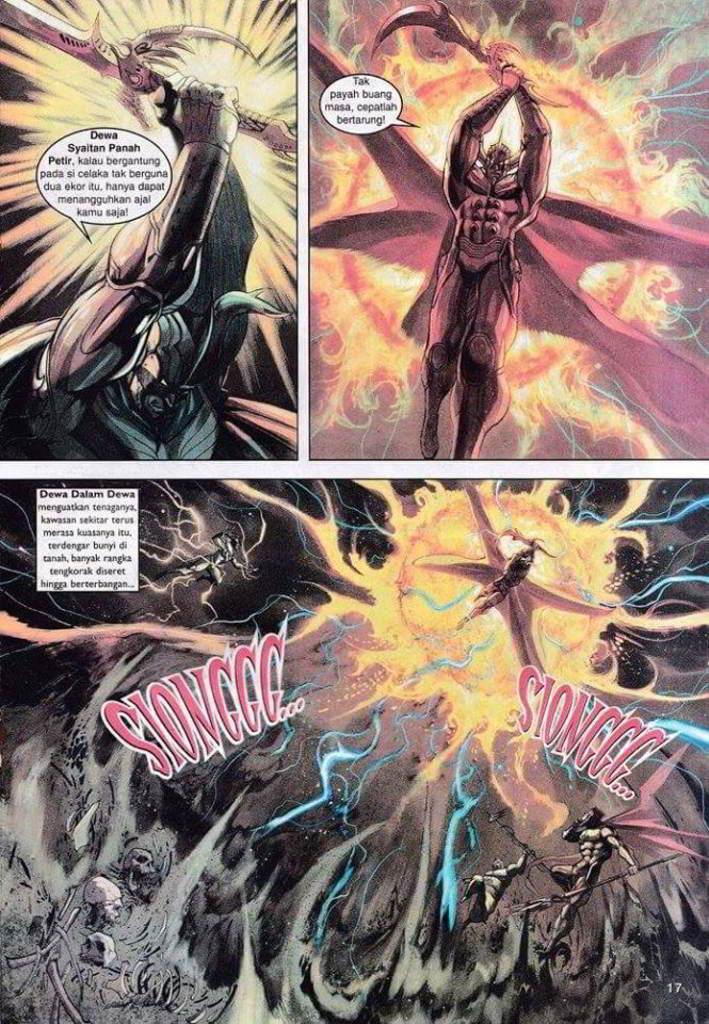 Dewa
Syaitan Panah
Petir, kalau bergantung
pada si celaka tak berguna
dua ekor itu, hanya dapat
menangguhkan ajal
kamu saja!
Tak
payah buang
masa, cepatlah
bertarung!
Dewa Dalam Dewa
menguatkan tenaganya,
kawasan sekitar terus
merasa kuasanya itu,
terdengar bunyi di
tanah, banyak rangka
tengkorak diseret
hingga berterbangan...
SIONGGG...
SIONGGG...
17